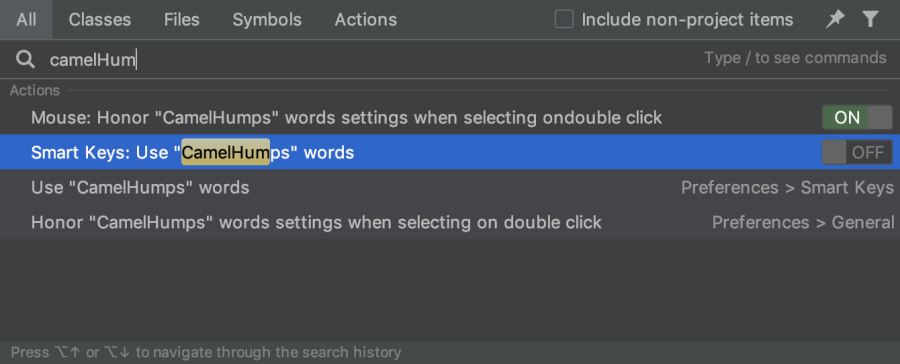 All Classes Files Symbols Actions Include non-project items
camelHum Type / to see commands
Actions
Mouse: Honor "CamelHumps" words settings when selecting ondouble click ON
Smart Keys: Use "CamelHumps" words OFF
Use "CamelHumps" words Preferences > Smart Keys
Honor "CamelHumps" words settings when selecting on double click Preferences > General
Press ⌥↑ or ⌥↓ to navigate through the search history